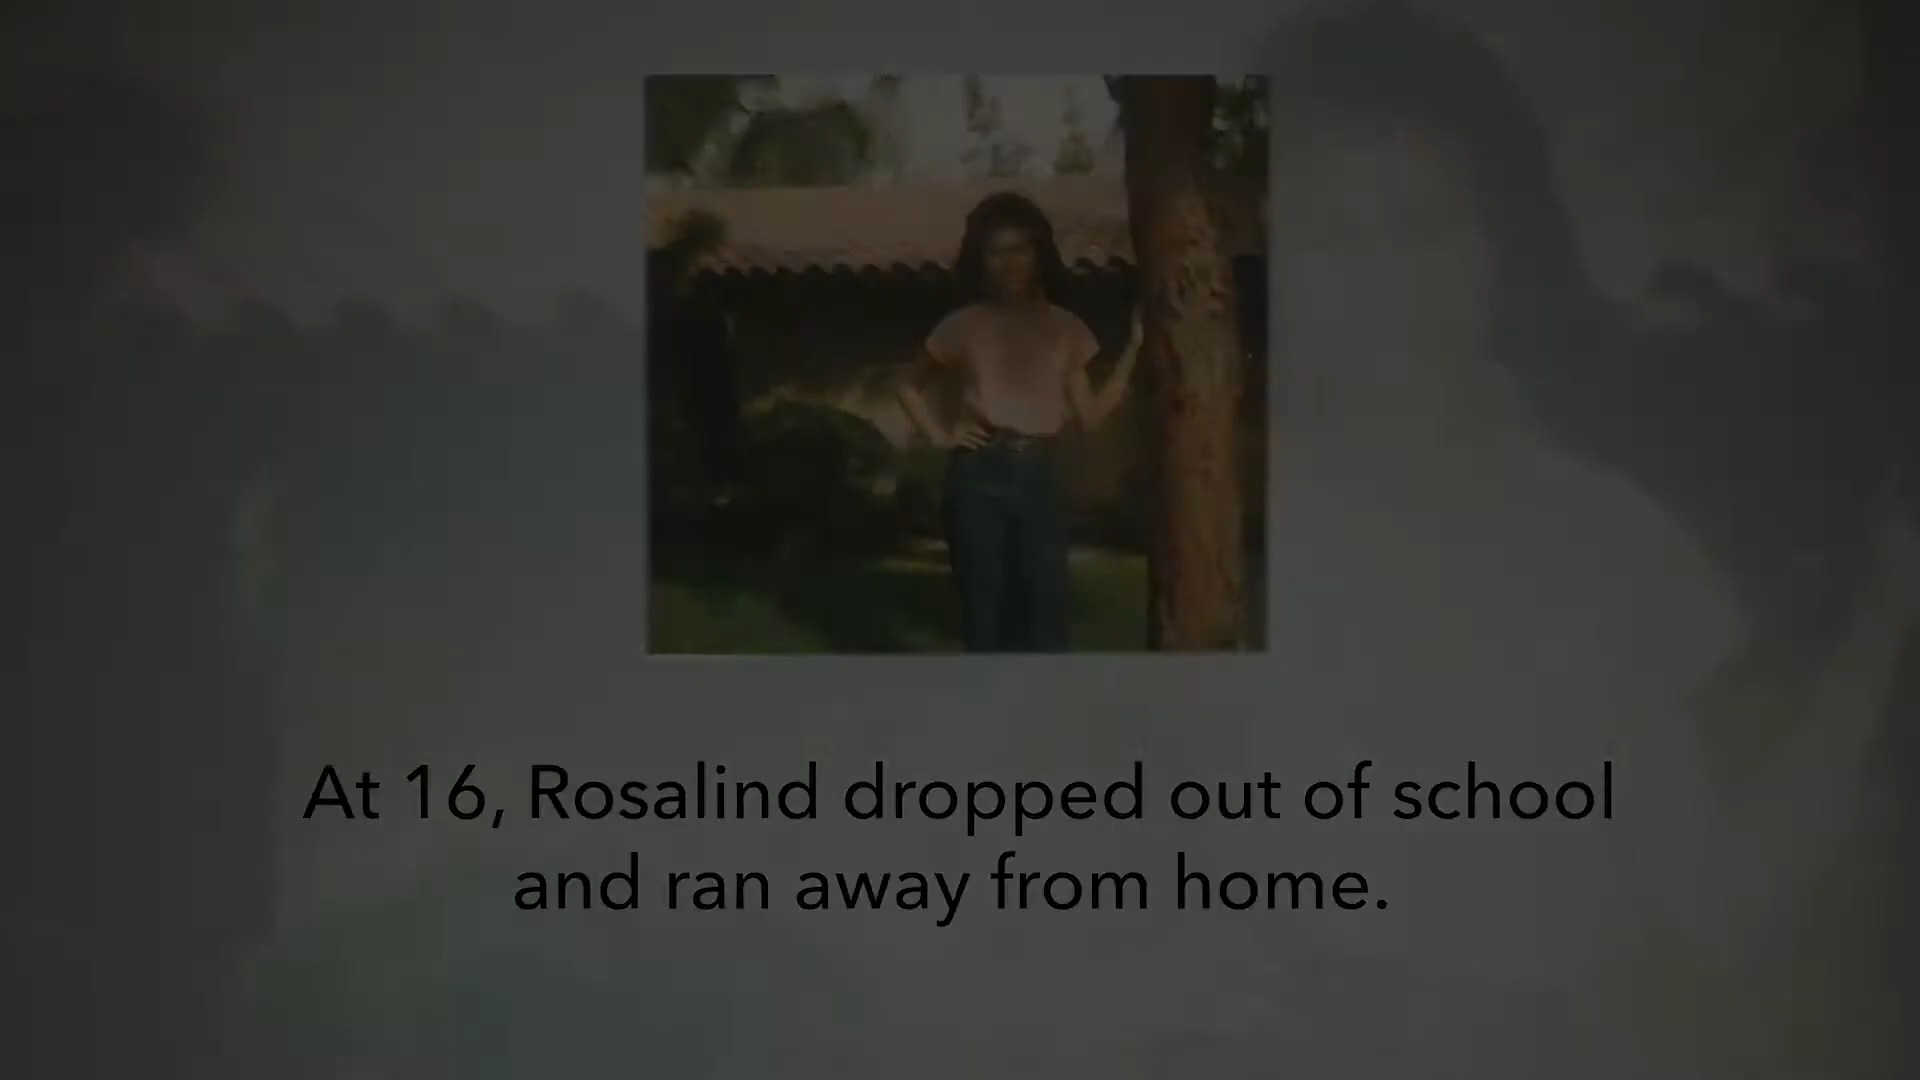 At 16, Rosalind dropped out of school
and ran away from home.